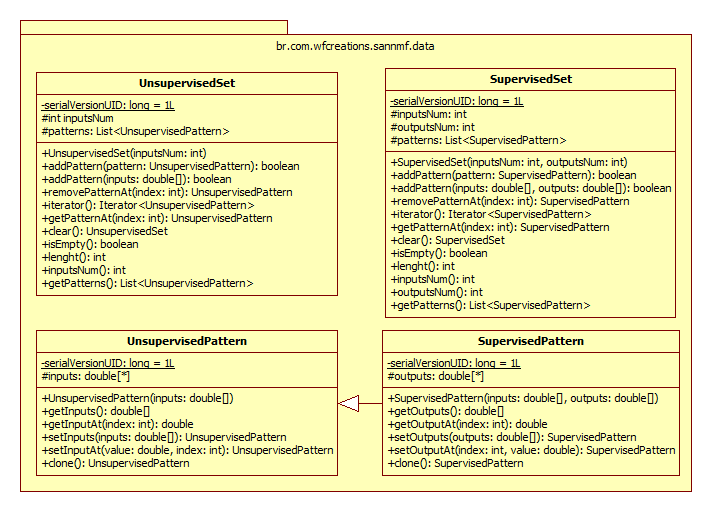 br.com.wfcreations.sannmf.data
UnsupervisedSet
-serialVersionUID: long = 1L
#int inputsNum
#patterns: List<UnsupervisedPattern>
+UnsupervisedSet(inputsNum: int)
+addPattern(pattern: UnsupervisedPattern): boolean
+addPattern(inputs: double[]): boolean
+removePatternAt(index: int): UnsupervisedPattern
+iterator(): Iterator<UnsupervisedPattern>
+getPatternAt(index: int): UnsupervisedPattern
+clear(): UnsupervisedSet
+isEmpty(): boolean
+lenght(): int
+inputsNum(): int
+getPatterns(): List<UnsupervisedPattern>
SupervisedSet
-serialVersionUID: long = 1L
#inputsNum: int
#outputsNum: int
#patterns: List<SupervisedPattern>
+SupervisedSet(inputsNum: int, outputsNum: int)
+addPattern(pattern: SupervisedPattern): boolean
+addPattern(inputs: double[], outputs: double[]): boolean
+removePatternAt(index: int): SupervisedPattern
+iterator(): Iterator<SupervisedPattern>
+getPatternAt(index: int): SupervisedPattern
+clear(): SupervisedSet
+isEmpty(): boolean
+lenght(): int
+inputsNum(): int
+outputsNum(): int
+getPatterns(): List<SupervisedPattern>
UnsupervisedPattern
-serialVersionUID: long = 1L
#inputs: double[*]
+UnsupervisedPattern(inputs: double[])
+getInputs(): double[]
+getInputAt(index: int): double
+setInputs(inputs: double[]): UnsupervisedPattern
+setInputAt(value: double, index: int): UnsupervisedPattern
+clone(): UnsupervisedPattern
SupervisedPattern
-serialVersionUID: long = 1L
#outputs: double[*]
+SupervisedPattern(inputs: double[], outputs: double[])
+getOutputs(): double[]
+getOutputAt(index: int): double
+setOutputs(outputs: double[]): SupervisedPattern
+setOutputAt(index: int, value: double): SupervisedPattern
+clone(): SupervisedPattern